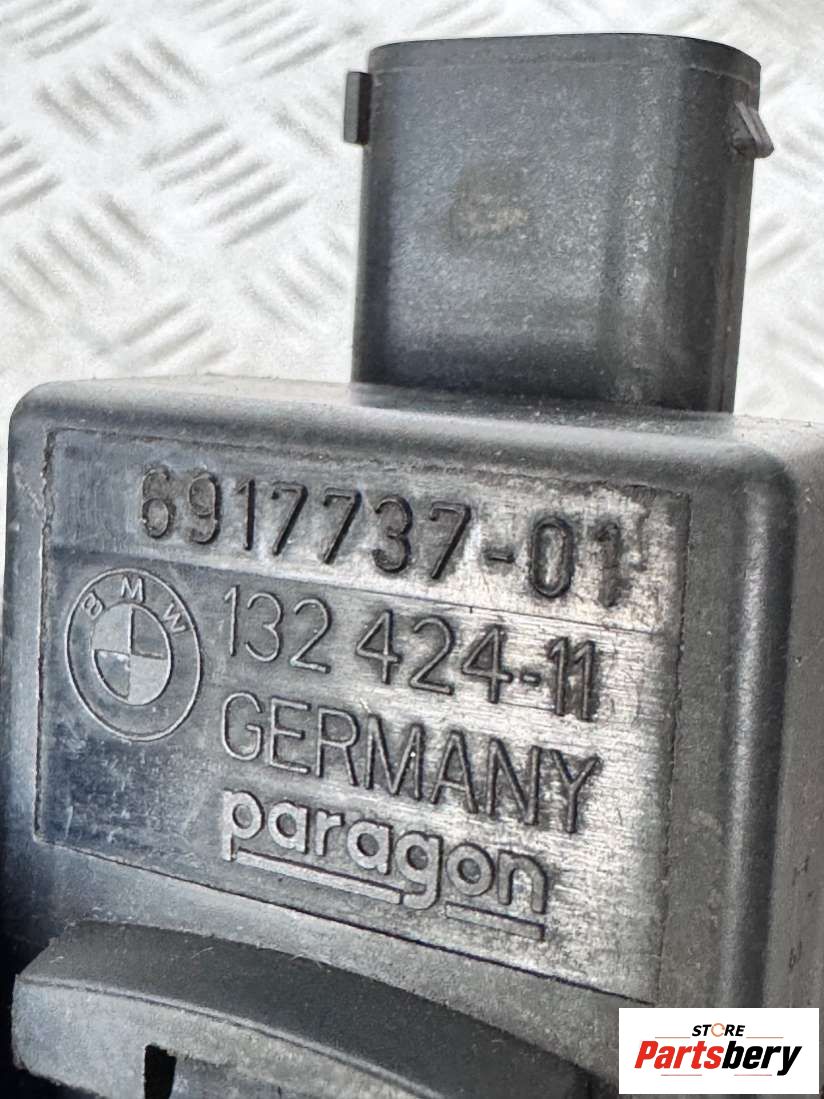 6917737-01
BMW
132 424-11
GERMANY
paragon
STORE
Partsbery